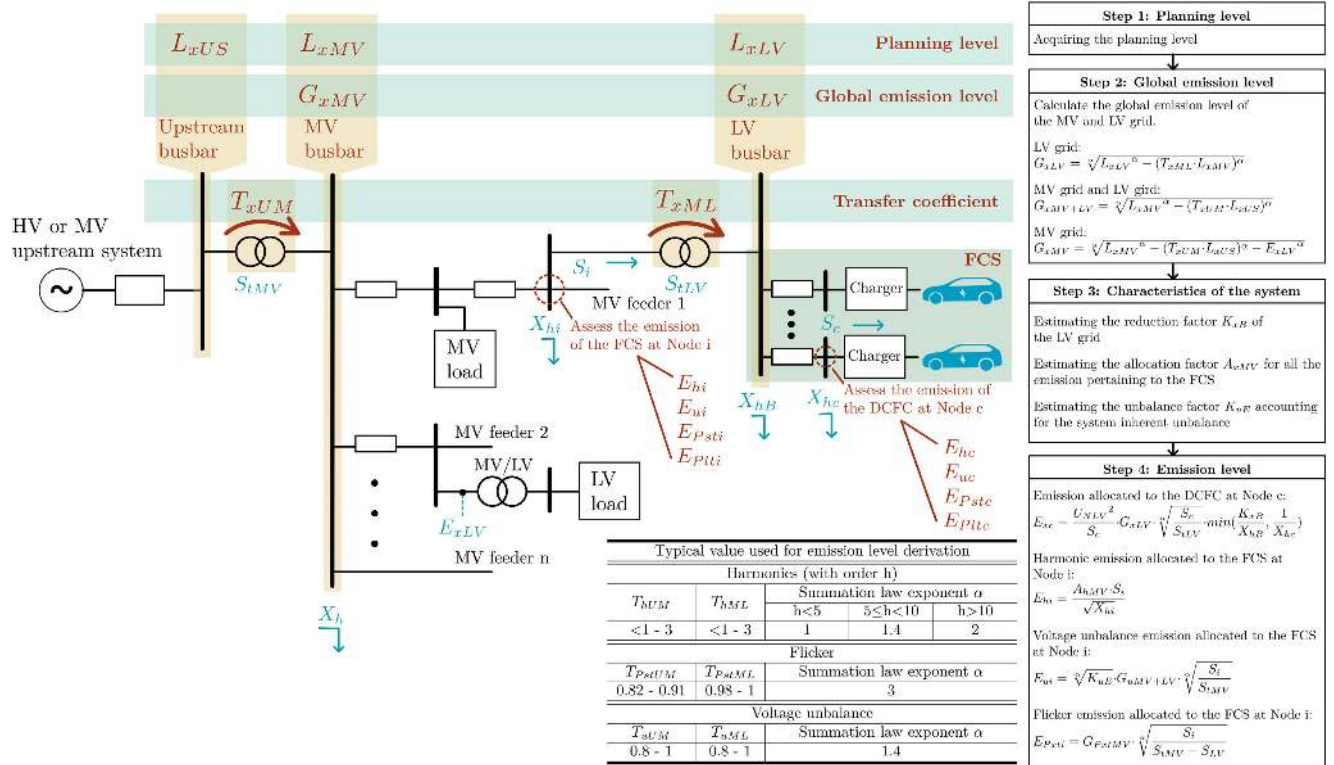 L_xUS
L_xMV
L_xLV
Planning level
G_xMV
G_xLV
Global emission level
Upstream
busbar
MV
busbar
LV
busbar
T_xUM
T_xML
Transfer coefficient
HV or MV
upstream system
~
S_tMV
S_i
S_tLV
FCS
MV feeder 1
Charger
S_c
Charger
X_hi
Assess the emission
of the FCS at Node i
MV
load
E_hi
E_ui
E_Psti
E_Plti
X_hB
X_hc
Assess the emission of
the DCFC at Node c
E_hc
E_uc
E_Pstc
E_Pltc
MV feeder 2
MV/LV
LV
load
E_xLV
MV feeder n
X_h
Typical value used for emission level derivation
Harmonics (with order h)
T_hUM T_hML Summation law exponent α
h<5 5≤h<10 h>10
<1 - 3 <1 - 3 1 1.4 2
Flicker
T_PstUM T_PstML Summation law exponent α
0.82 - 0.91 0.98 - 1 3
Voltage unbalance
T_uUM T_uML Summation law exponent α
0.8 - 1 0.8 - 1 1.4
Step 1: Planning level
Acquiring the planning level
Step 2: Global emission level
Calculate the global emission level of
the MV and LV grid.
LV grid:
G_xLV = ᵅ√(L_xLV^α − (T_xML·L_xMV)^α)
MV grid and LV gird:
G_xMV+LV = ᵅ√(L_xMV^α − (T_xUM·L_xUS)^α)
MV grid:
G_xMV = ᵅ√(L_xMV^α − (T_xUM·L_xUS)^α − E_xLV^α)
Step 3: Characteristics of the system
Estimating the reduction factor K_xB of
the LV grid
Estimating the allocation factor A_xMV for all the
emission pertaining to the FCS
Estimating the unbalance factor K_uE accounting
for the system inherent unbalance
Step 4: Emission level
Emission allocated to the DCFC at Node c:
E_xc = U_NLV²/S_c · G_xLV · ᵅ√(S_c/S_tLV) · min(K_xB/X_hB, 1/X_hc)
Harmonic emission allocated to the FCS at
Node i:
E_hi = A_hMV·S_i/√X_hi
Voltage unbalance emission allocated to the FCS
at Node i:
E_ui = ᵅ√K_uE · G_uMV+LV · ᵅ√(S_i/S_tMV)
Flicker emission allocated to the FCS at Node i:
E_Psti = G_PstMV · ᵅ√(S_i/(S_tMV − S_LV))